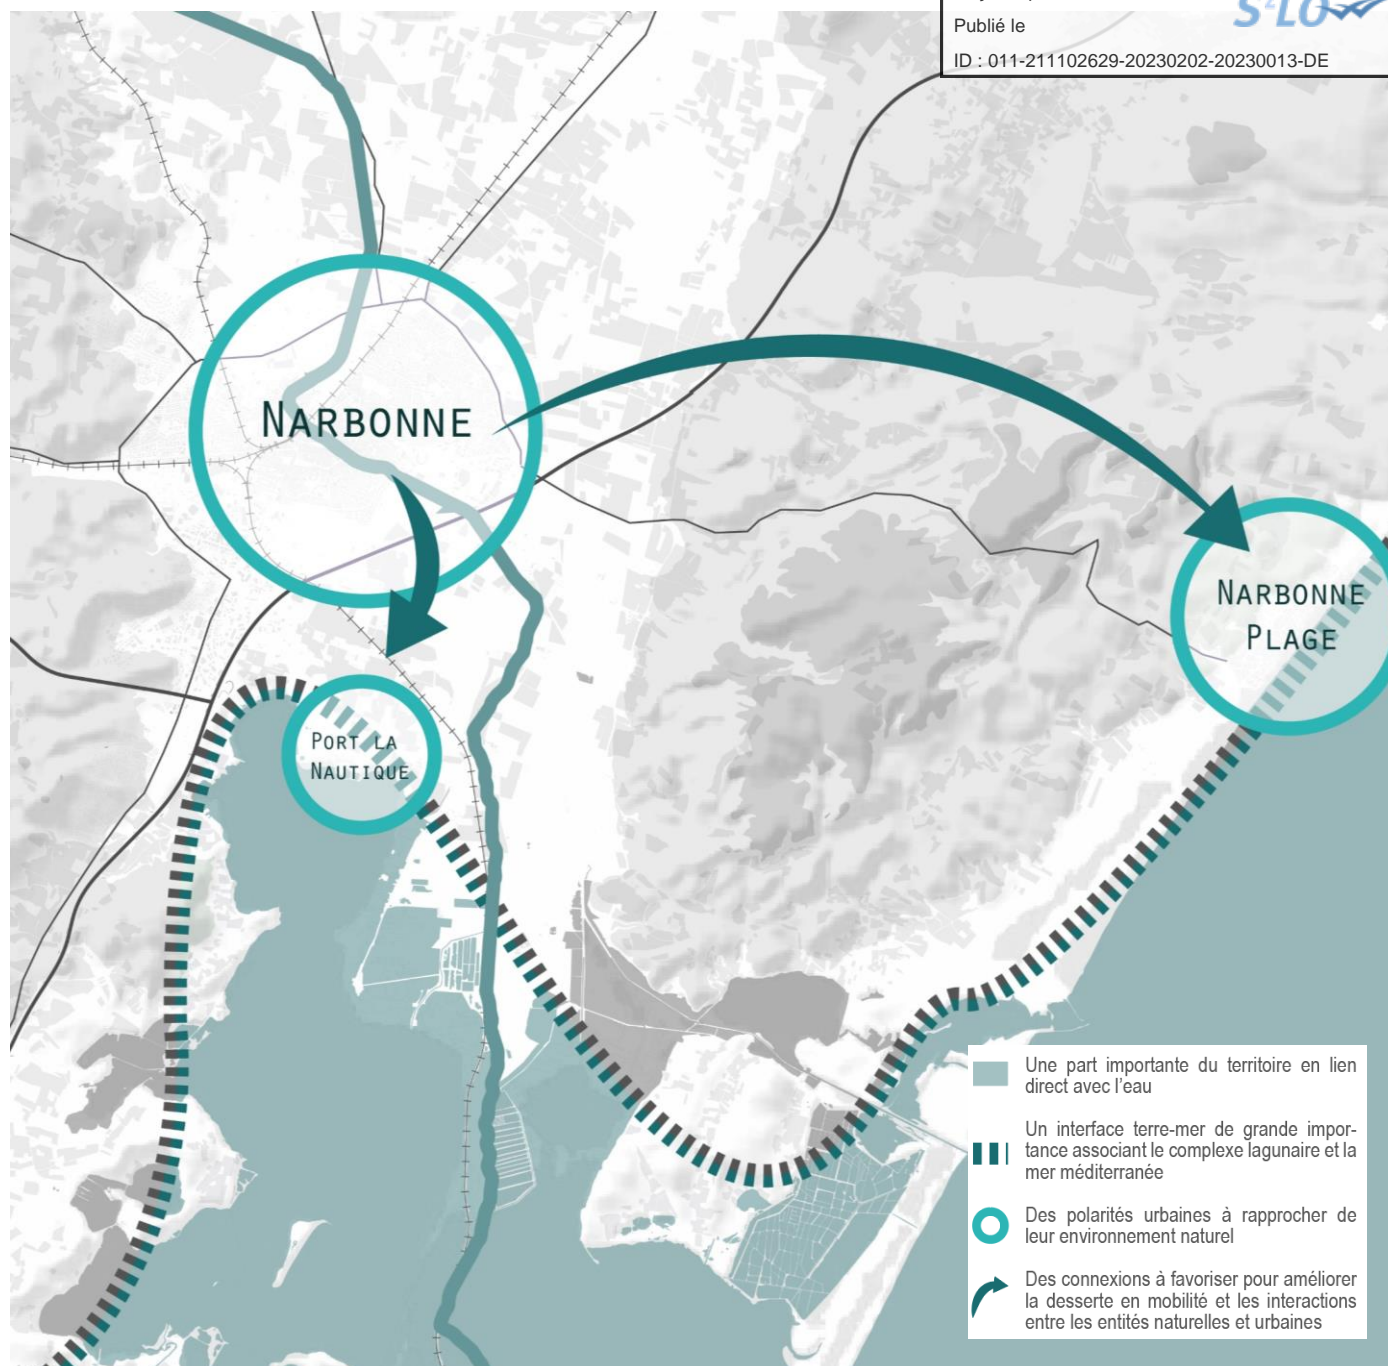 Publié le
S²LO
ID : 011-211102629-20230202-20230013-DE
NARBONNE
NARBONNE
PLAGE
PORT LA
NAUTIQUE
Une part importante du territoire en lien
direct avec l'eau
Un interface terre-mer de grande impor-
tance associant le complexe lagunaire et la
mer méditerranée
Des polarités urbaines à rapprocher de
leur environnement naturel
Des connexions à favoriser pour améliorer
la desserte en mobilité et les interactions
entre les entités naturelles et urbaines